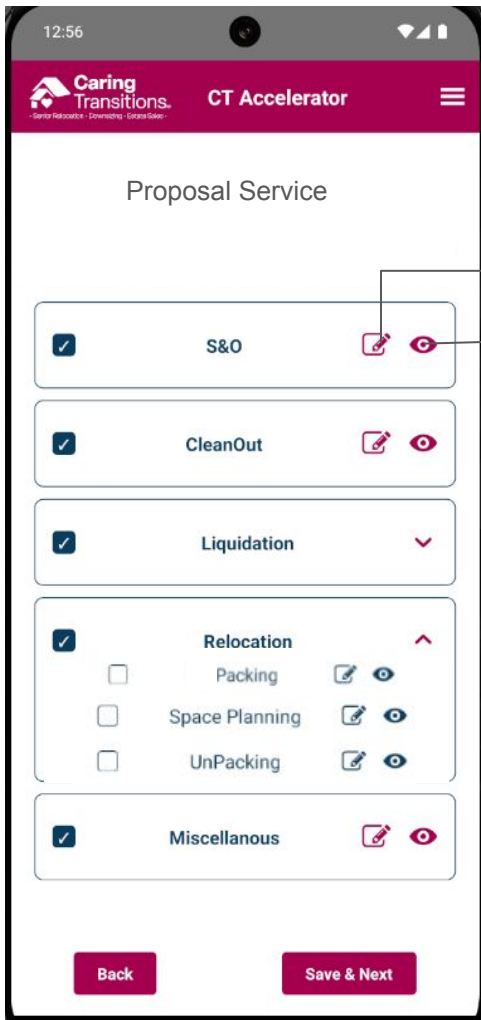 12:56
Caring
Transitions.
- Senior Relocation - Downsizing - Estate Sales -
CT Accelerator
Proposal Service
S&O
CleanOut
Liquidation
Relocation
Packing
Space Planning
UnPacking
Miscellanous
Back
Save & Next